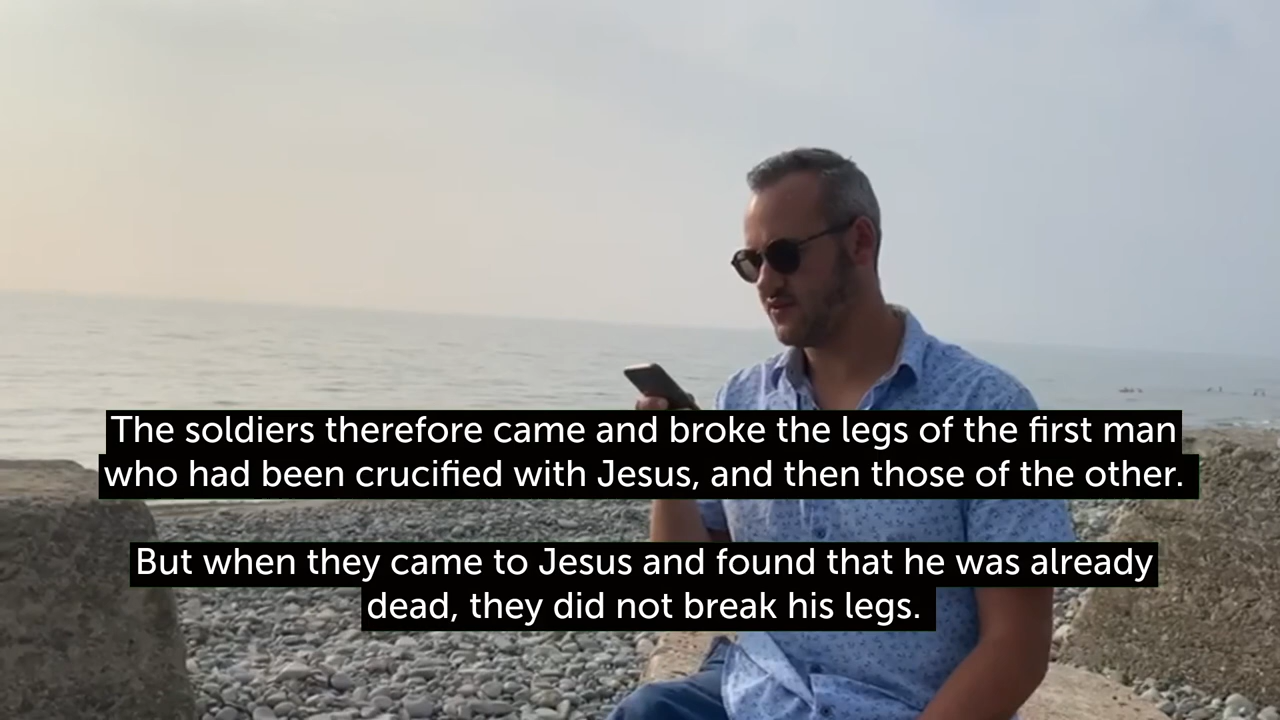 The soldiers therefore came and broke the legs of the first man
who had been crucified with Jesus, and then those of the other.
But when they came to Jesus and found that he was already
dead, they did not break his legs.